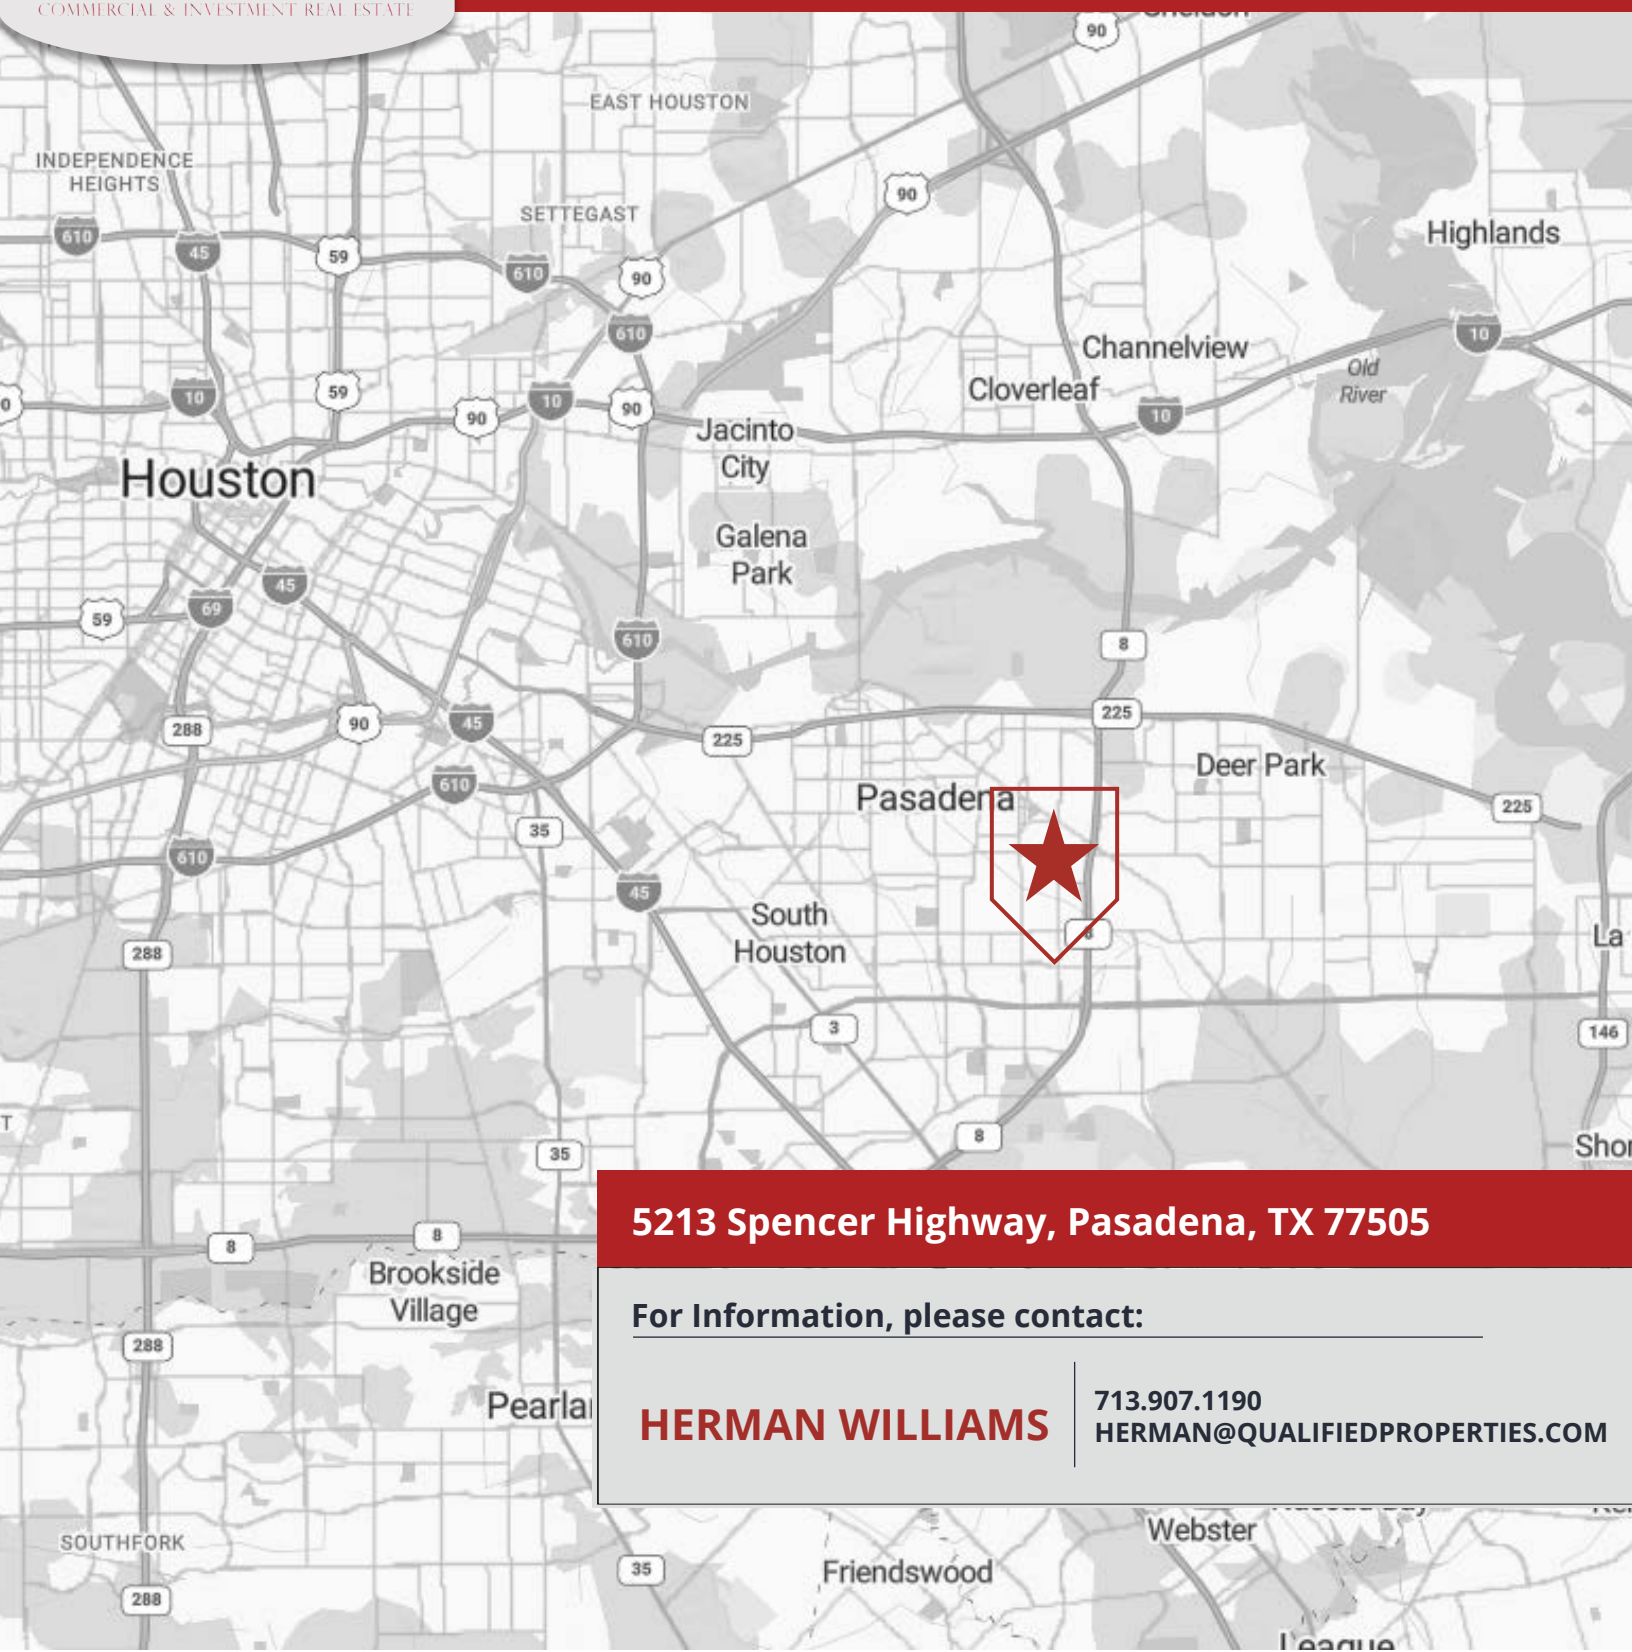 COMMERCIAL & INVESTMENT REAL ESTATE
90
EAST HOUSTON
INDEPENDENCE
HEIGHTS
90
SETTEGAST
Highlands
610
45
59
610
90
610
10
Channelview
Old
River
Cloverleaf
10
59
10
90
90
10
Jacinto
City
Houston
Galena
Park
45
69
59
610
8
225
288
90
45
225
Deer Park
610
Pasadena
225
35
610
45
South
Houston
8
La
288
3
146
8
35
5213 Spencer Highway, Pasadena, TX 77505
8
8
Brookside
Village
For Information, please contact:
288
HERMAN WILLIAMS
713.907.1190
HERMAN@QUALIFIEDPROPERTIES.COM
SOUTHFORK
Webster
35
Friendswood
288
League